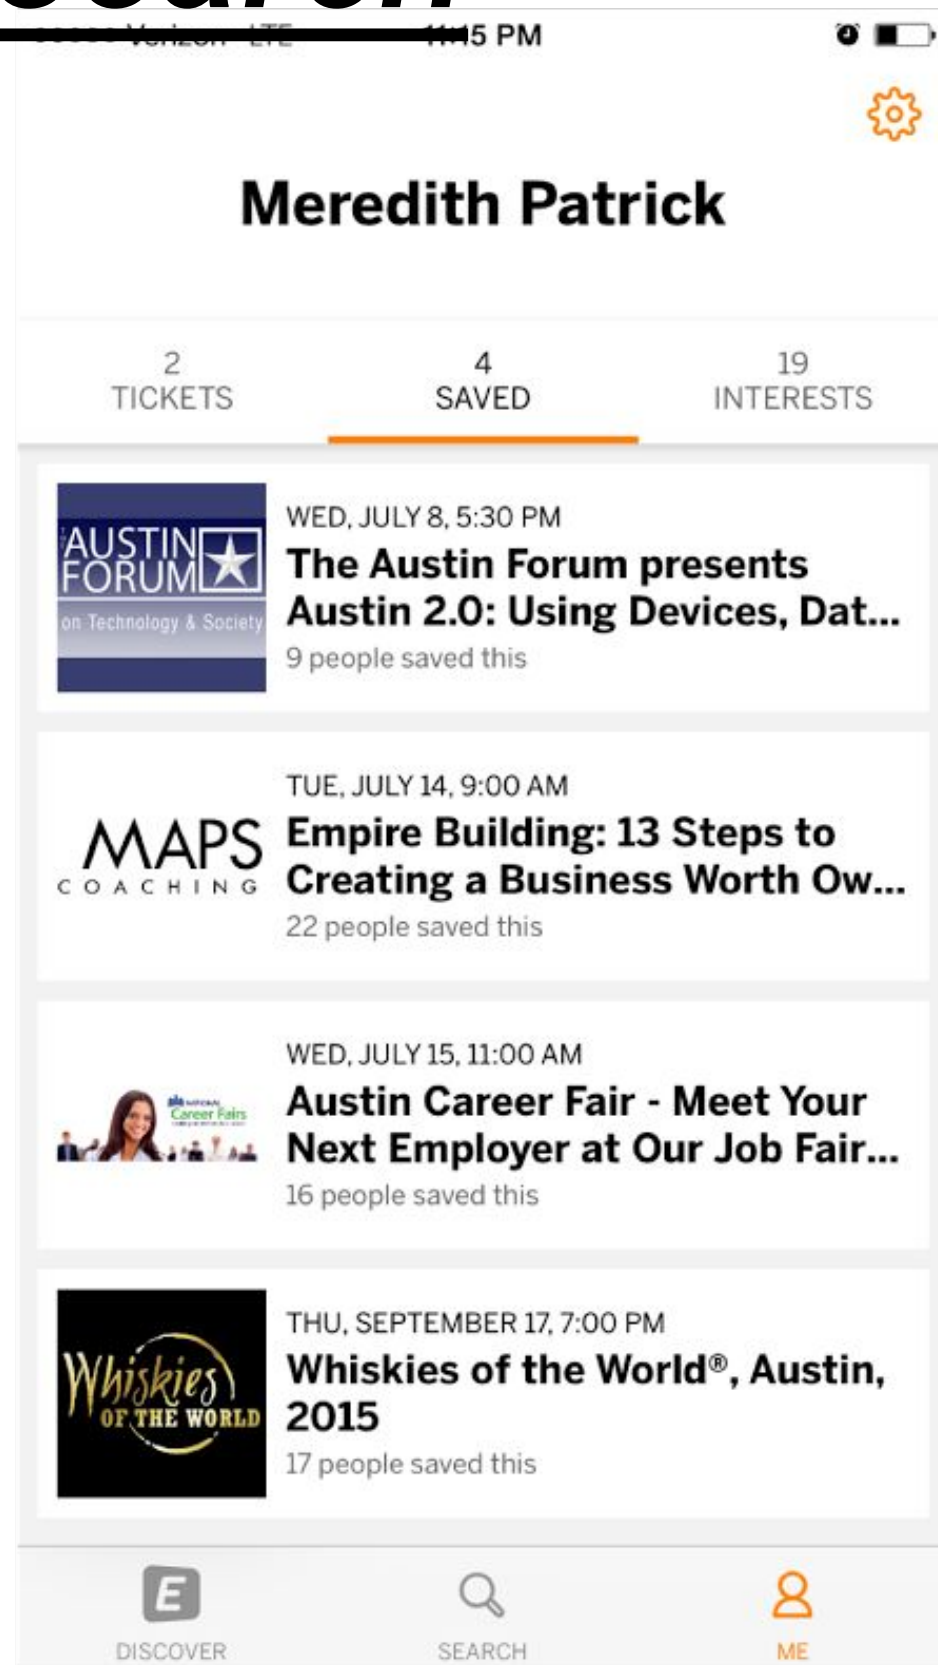 11:15 PM
Meredith Patrick
2
TICKETS
4
SAVED
19
INTERESTS
AUSTIN
FORUM
on Technology & Society
WED, JULY 8, 5:30 PM
The Austin Forum presents
Austin 2.0: Using Devices, Dat...
9 people saved this
MAPS
COACHING
TUE, JULY 14, 9:00 AM
Empire Building: 13 Steps to
Creating a Business Worth Ow...
22 people saved this
Career Fairs
WED, JULY 15, 11:00 AM
Austin Career Fair - Meet Your
Next Employer at Our Job Fair...
16 people saved this
Whiskies
OF THE WORLD
THU, SEPTEMBER 17, 7:00 PM
Whiskies of the World®, Austin,
2015
17 people saved this
E
DISCOVER
SEARCH
ME